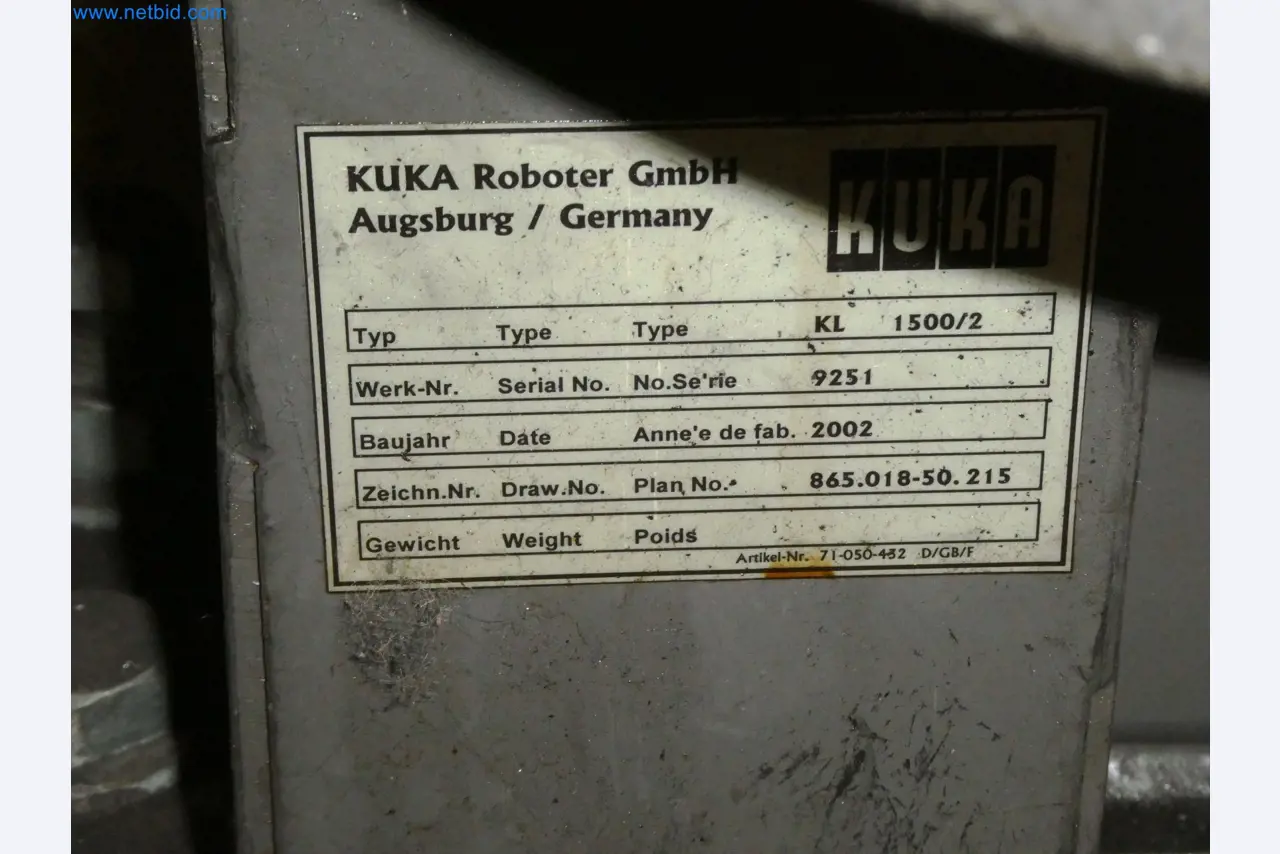 www.netbid.com
KUKA Roboter GmbH
Augsburg / Germany
KUKA
Typ Type Type KL 1500/2
Werk-Nr. Serial No. No.Se'rie 9251
Baujahr Date Anne'e de fab. 2002
Zeichn.Nr. Draw.No. Plan No. 865.018-50.215
Gewicht Weight Poids
Artikel-Nr. 71-050-432 D/GB/F